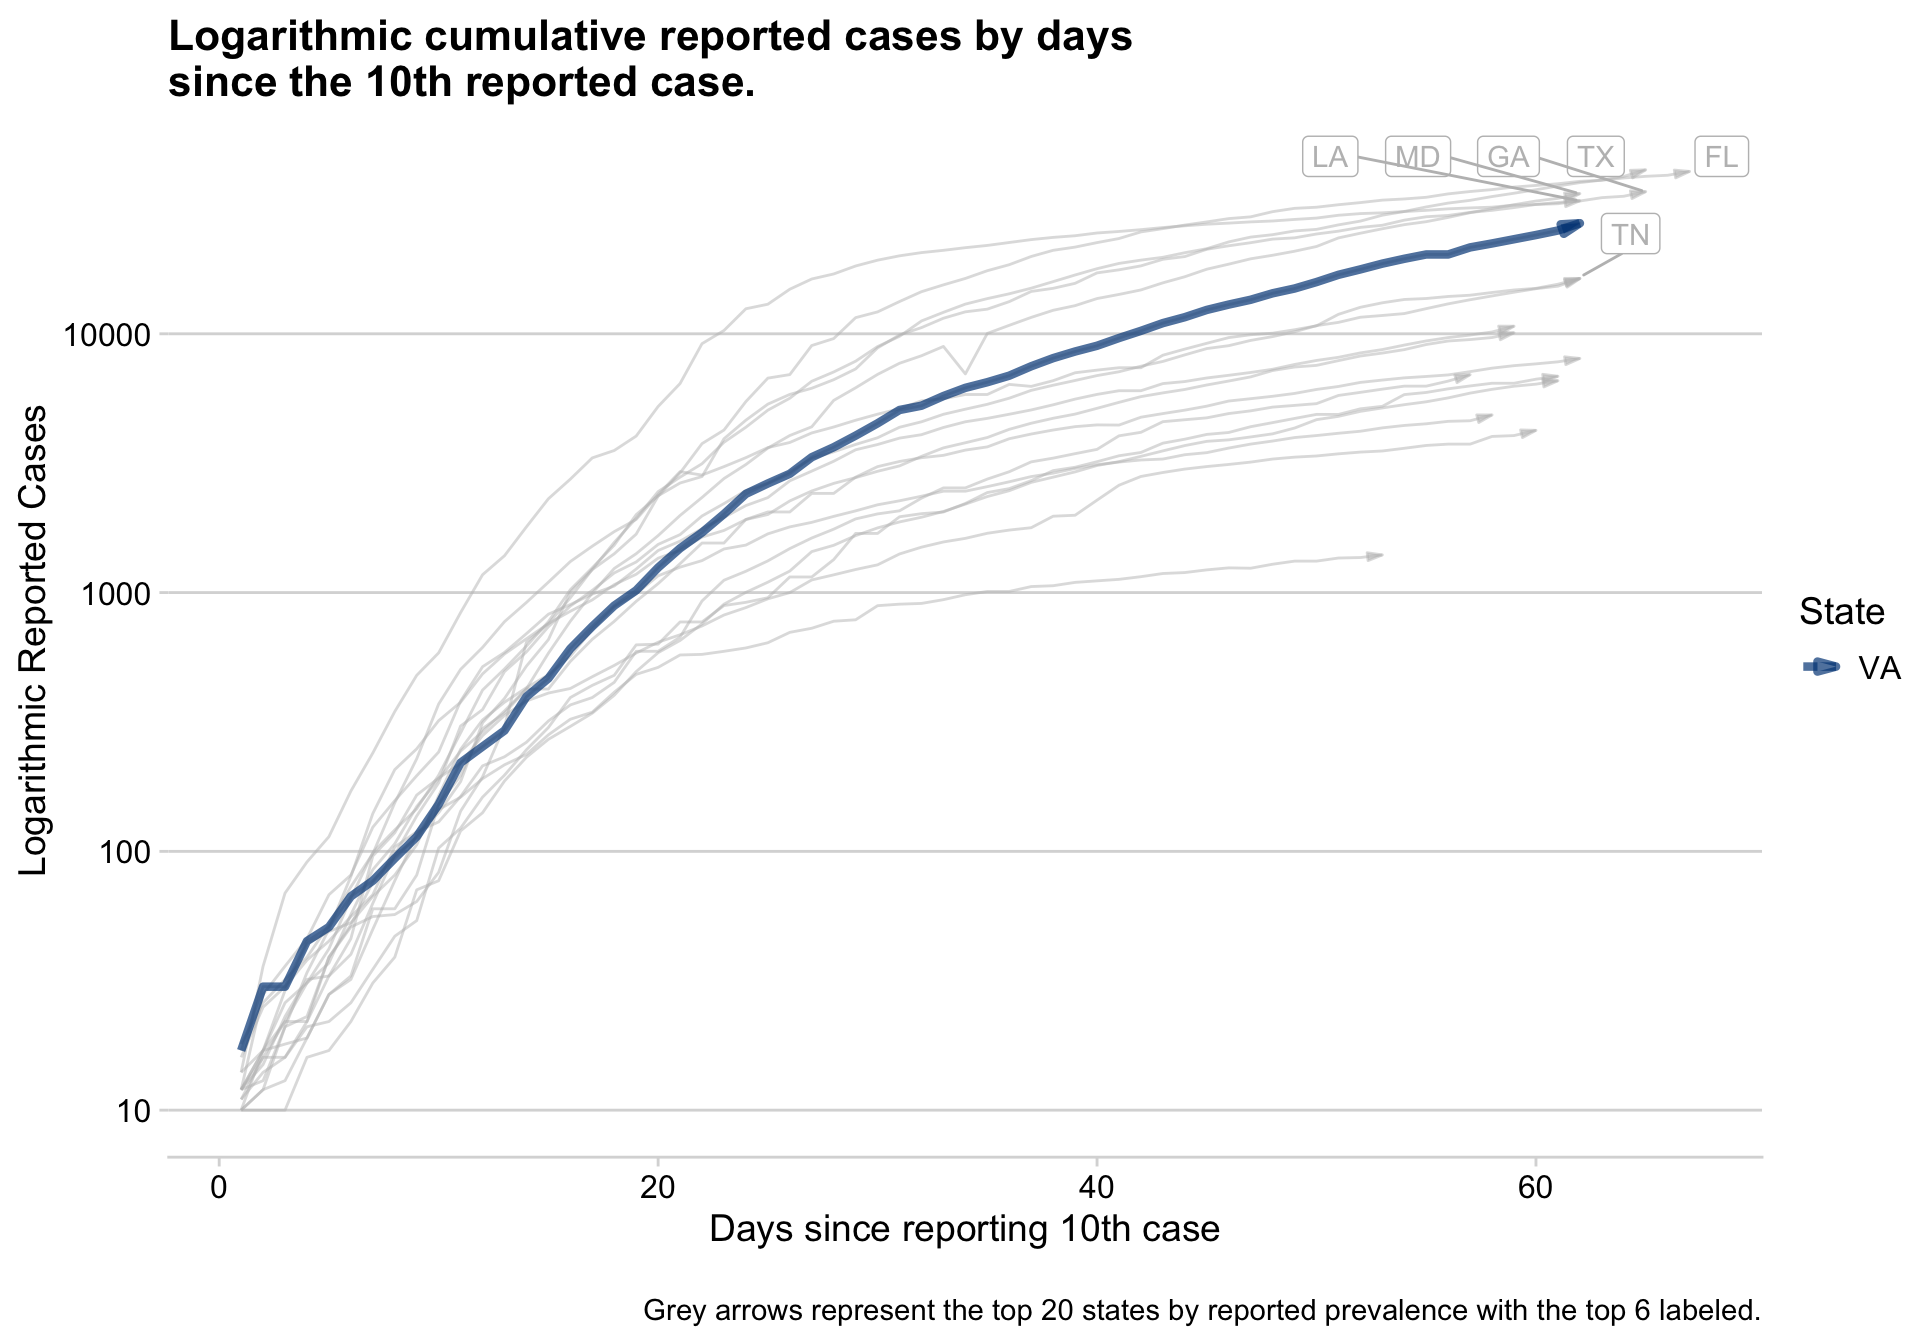 Logarithmic cumulative reported cases by days
since the 10th reported case.
LA MD GA TX FL
TN
Logarithmic Reported Cases
10000
1000
100
10
0 20 40 60
Days since reporting 10th case
State
VA
Grey arrows represent the top 20 states by reported prevalence with the top 6 labeled.